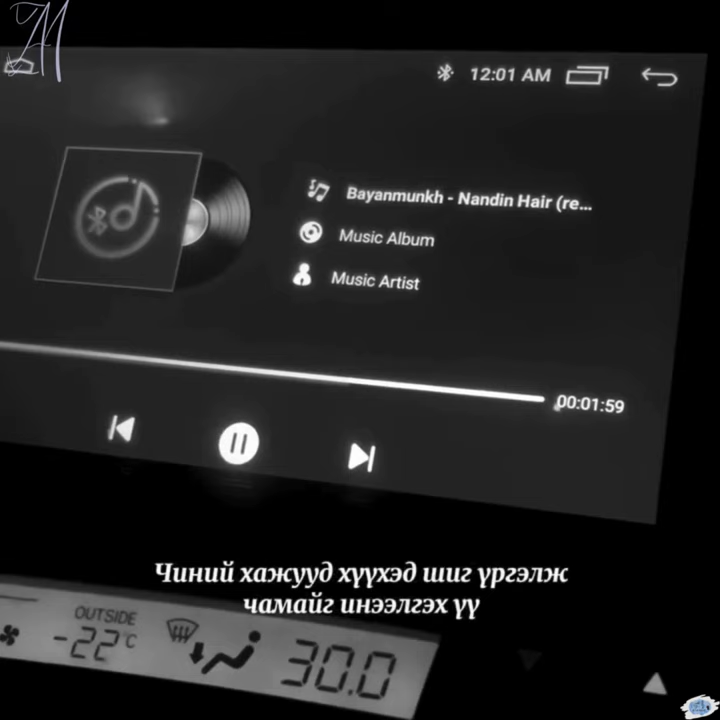 M
12:01 AM
Bayanmunkh - Nandin Hair (re...
Music Album
Music Artist
00:01:59
Чиний хажууд хүүхэд шиг үргэлж
чамайг инээлгэх үү
OUTSIDE
-22°C
30.0